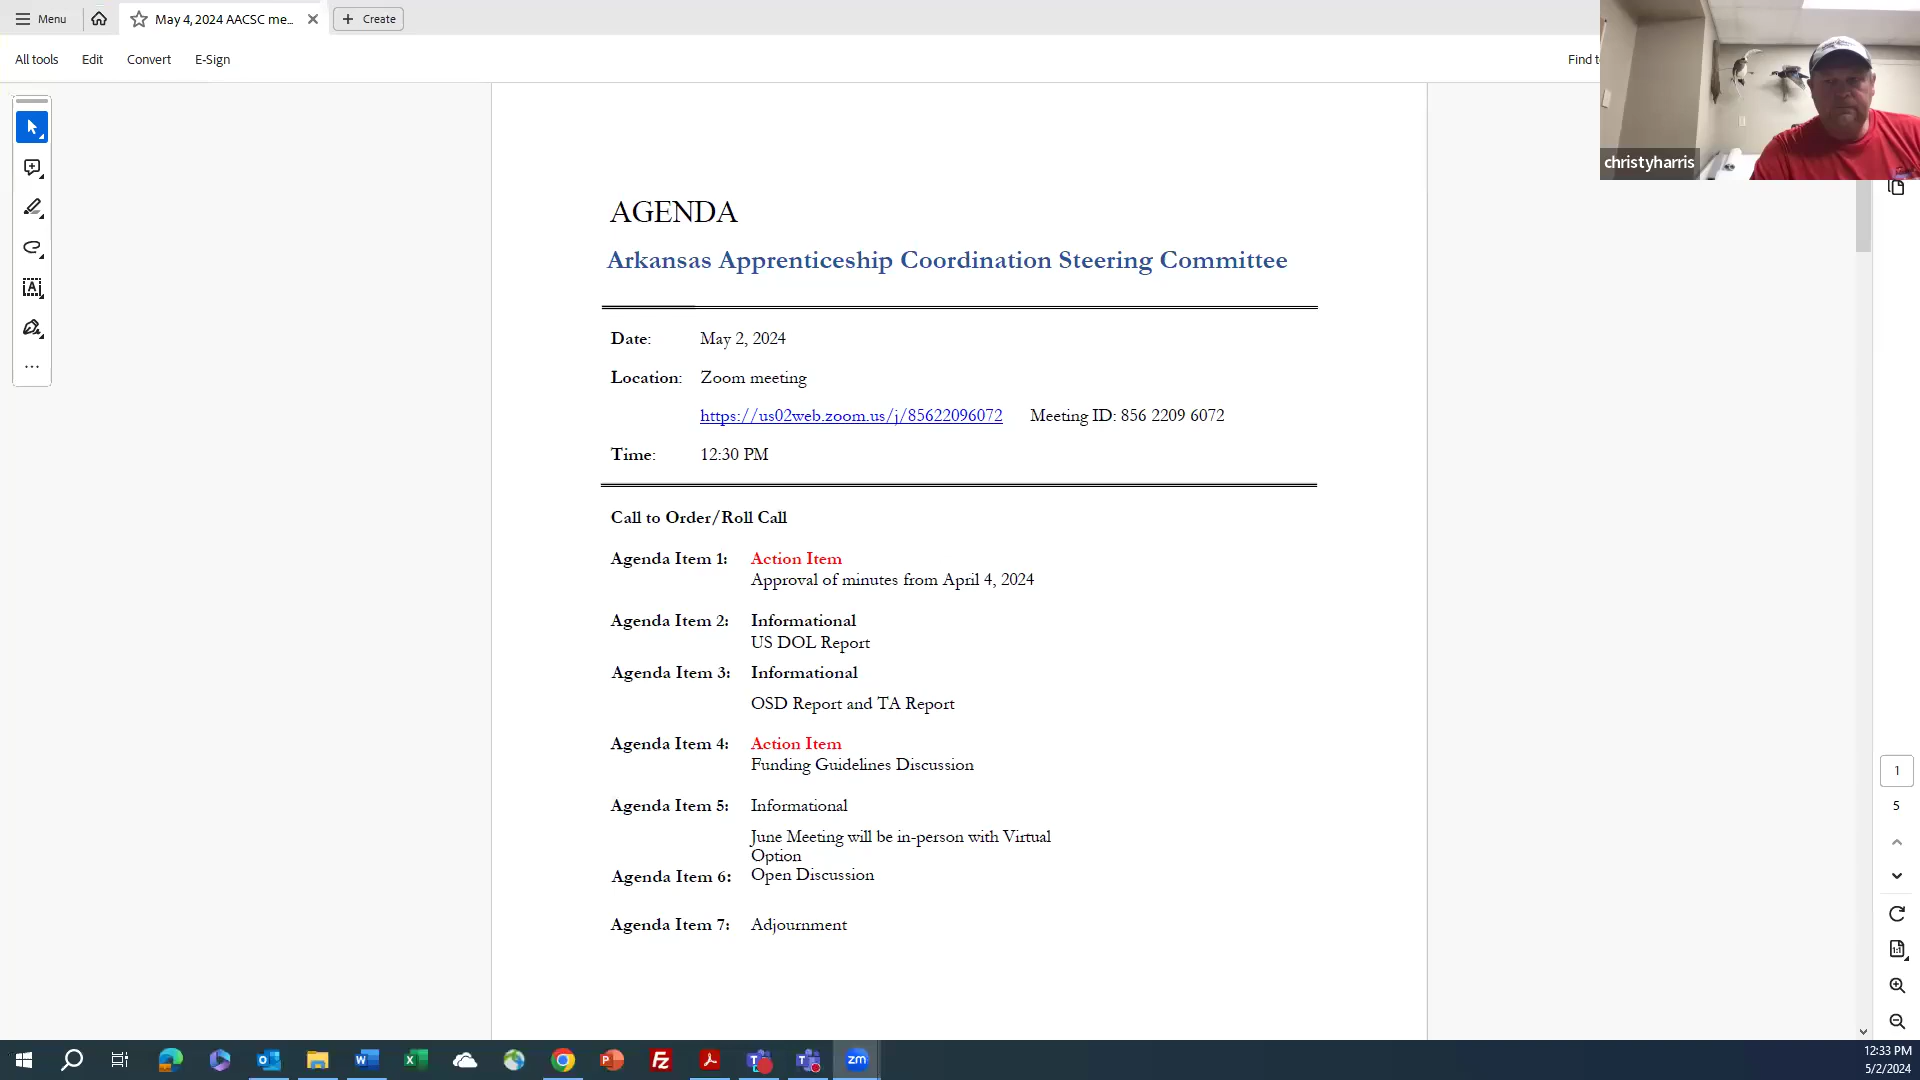 Menu
May 4, 2024 AACSC me...
Create
All tools
Edit
Convert
E-Sign
Find
christyharris
AGENDA
Arkansas Apprenticeship Coordination Steering Committee
Date: May 2, 2024
Location: Zoom meeting
https://us02web.zoom.us/j/85622096072 Meeting ID: 856 2209 6072
Time: 12:30 PM
Call to Order/Roll Call
Agenda Item 1: Action Item
Approval of minutes from April 4, 2024
Agenda Item 2: Informational
US DOL Report
Agenda Item 3: Informational
OSD Report and TA Report
Agenda Item 4: Action Item
Funding Guidelines Discussion
Agenda Item 5: Informational
June Meeting will be in-person with Virtual
Option
Agenda Item 6: Open Discussion
Agenda Item 7: Adjournment
1
5
12:33 PM
5/2/2024